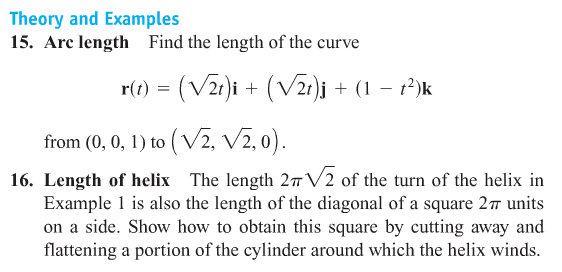 Theory and Examples
15. Arc length Find the length of the curve
r(t) = (√2t)i + (√2t)j + (1 − t²)k
from (0, 0, 1) to (√2, √2, 0).
16. Length of helix The length 2π√2 of the turn of the helix in
Example 1 is also the length of the diagonal of a square 2π units
on a side. Show how to obtain this square by cutting away and
flattening a portion of the cylinder around which the helix winds.